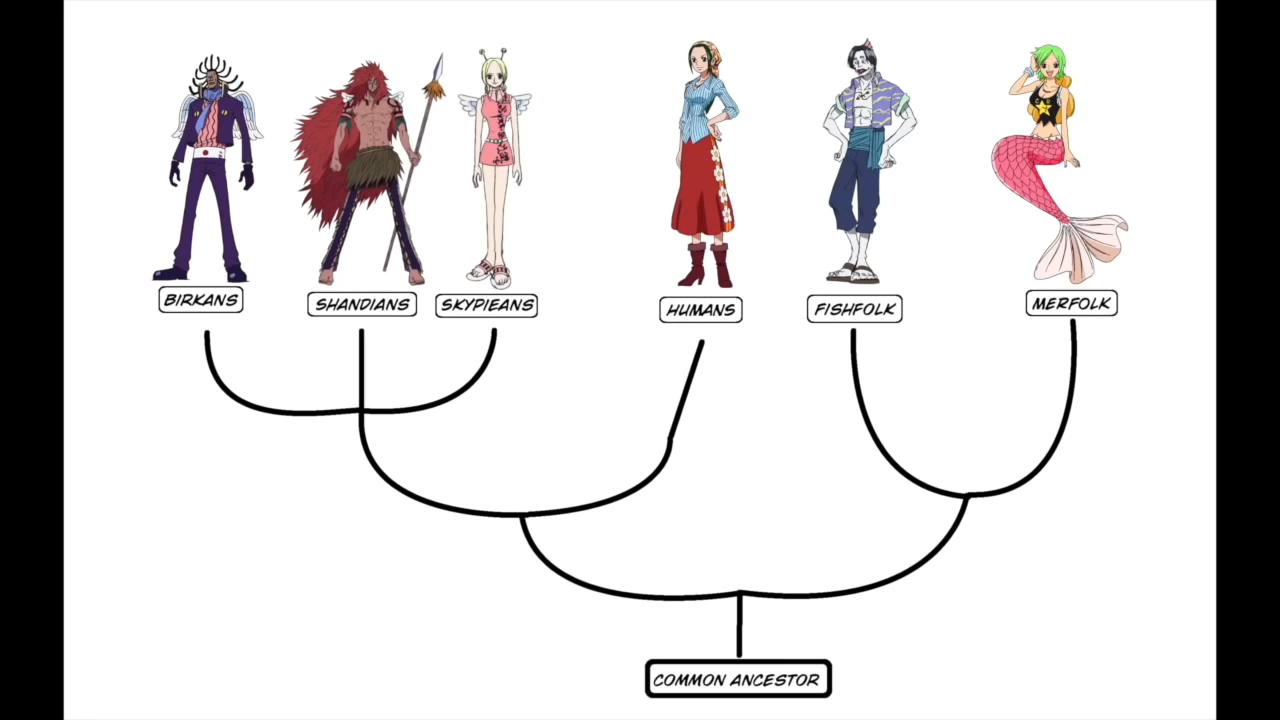 BIRKANS
SHANDIANS
SKYPIEANS
HUMANS
FISHFOLK
MERFOLK
COMMON ANCESTOR